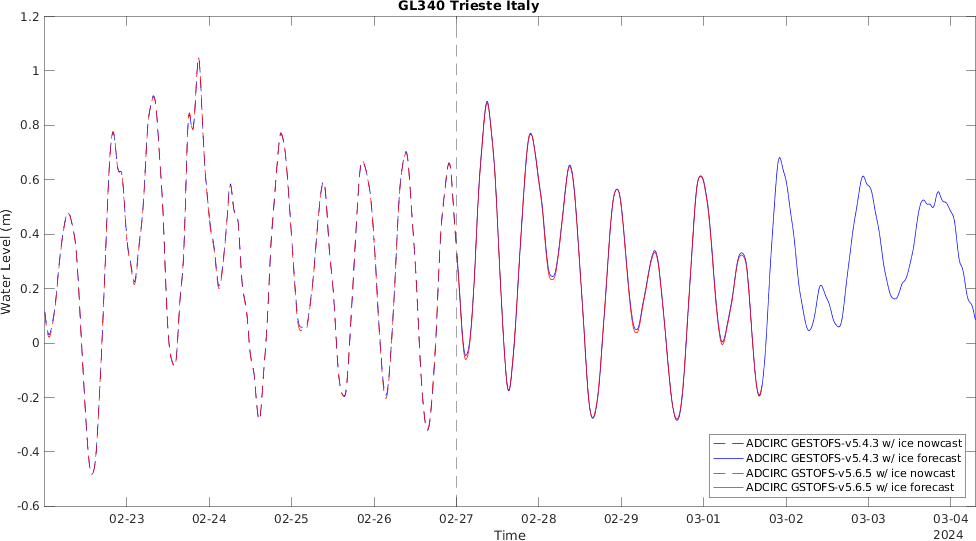 GL340 Trieste Italy
1.2
1
0.8
0.6
0.4
0.2
0
-0.2
-0.4
-0.6
Water Level (m)
02-23 02-24 02-25 02-26 02-27 02-28 02-29 03-01 03-02 03-03 03-04
Time
2024
ADCIRC GESTOFS-v5.4.3 w/ ice nowcast
ADCIRC GESTOFS-v5.4.3 w/ ice forecast
ADCIRC GSTOFS-v5.6.5 w/ ice nowcast
ADCIRC GSTOFS-v5.6.5 w/ ice forecast